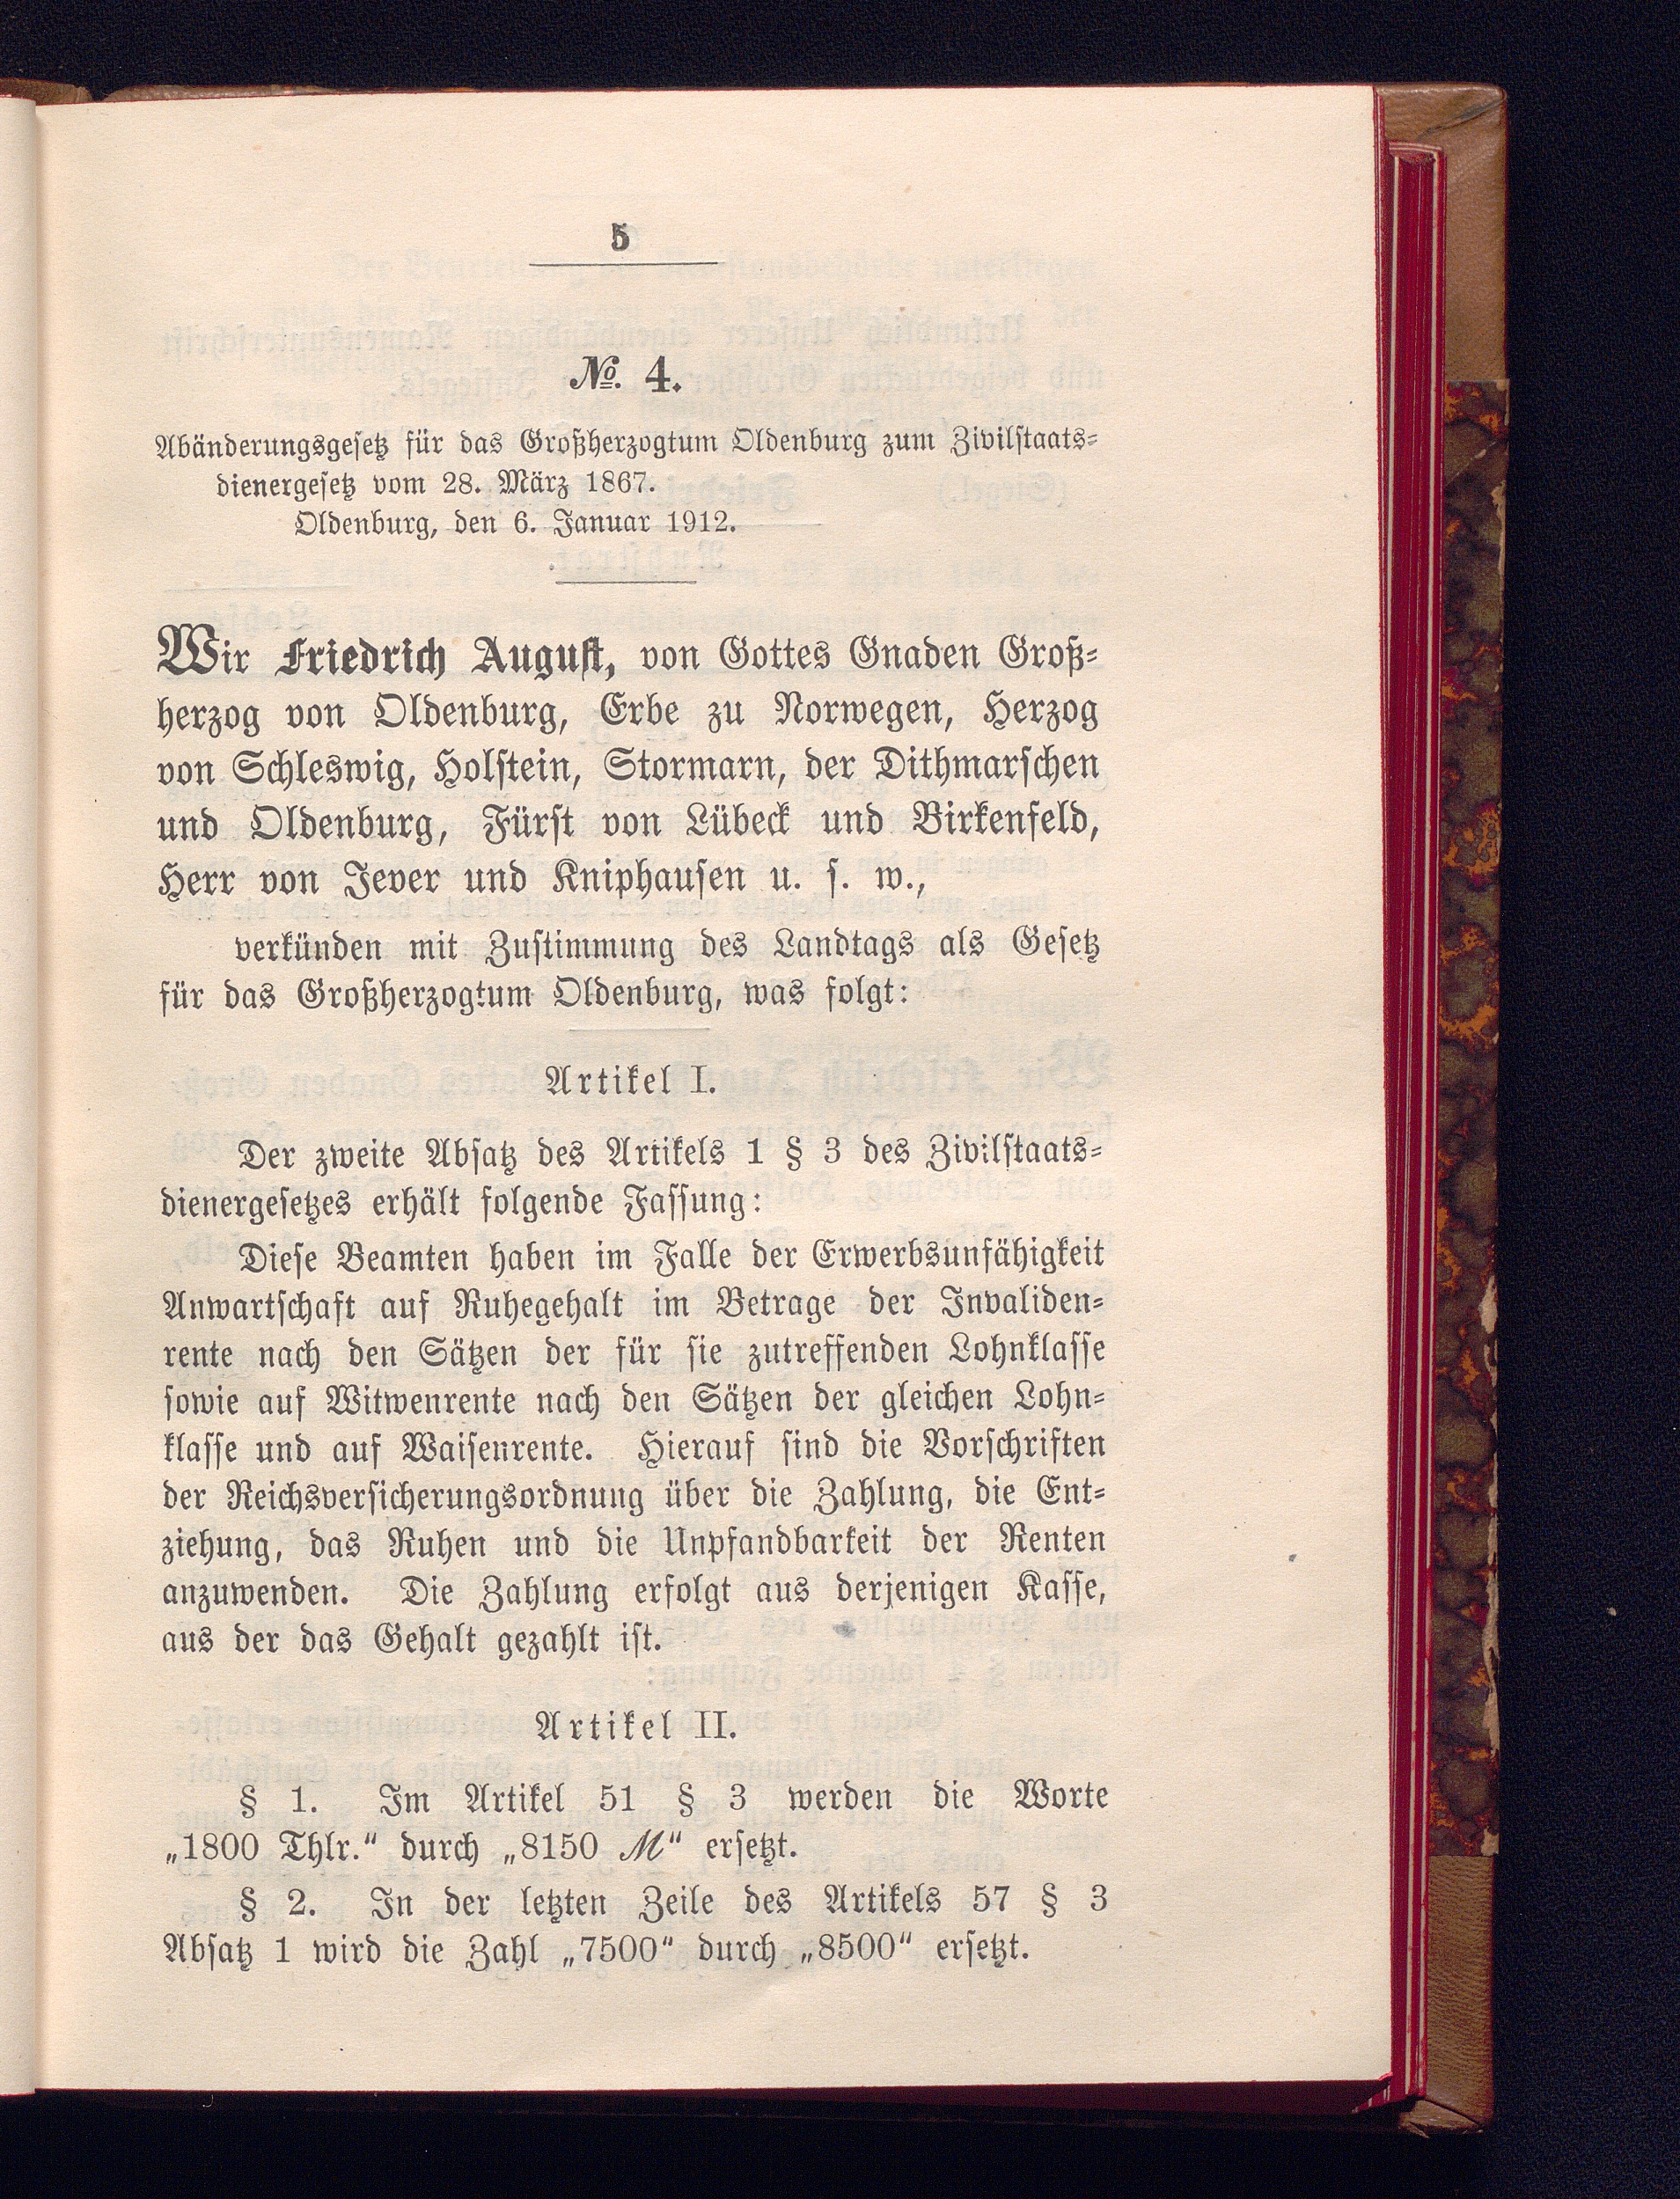 5
№. 4.
Abänderungsgesetz für das Großherzogtum Oldenburg zum Zivilstaats-
dienergesetz vom 28. März 1867.
Oldenburg, den 6. Januar 1912.
Wir Friedrich August, von Gottes Gnaden Groß-
herzog von Oldenburg, Erbe zu Norwegen, Herzog
von Schleswig, Holstein, Stormarn, der Dithmarschen
und Oldenburg, Fürst von Lübeck und Birkenfeld,
Herr von Jever und Kniphausen u. s. w.,
verkünden mit Zustimmung des Landtags als Gesetz
für das Großherzogtum Oldenburg, was folgt:
Artikel I.
Der zweite Absatz des Artikels 1 § 3 des Zivilstaats-
dienergesetzes erhält folgende Fassung:
Diese Beamten haben im Falle der Erwerbsunfähigkeit
Anwartschaft auf Ruhegehalt im Betrage der Invaliden-
rente nach den Sätzen der für sie zutreffenden Lohnklasse
sowie auf Witwenrente nach den Sätzen der gleichen Lohn-
klasse und auf Waisenrente. Hierauf sind die Vorschriften
der Reichsversicherungsordnung über die Zahlung, die Ent-
ziehung, das Ruhen und die Unpfandbarkeit der Renten
anzuwenden. Die Zahlung erfolgt aus derjenigen Kasse,
aus der das Gehalt gezahlt ist.
Artikel II.
§ 1. Im Artikel 51 § 3 werden die Worte
„1800 Thlr.“ durch „8150 ℳ“ ersetzt.
§ 2. In der letzten Zeile des Artikels 57 § 3
Absatz 1 wird die Zahl „7500“ durch „8500“ ersetzt.